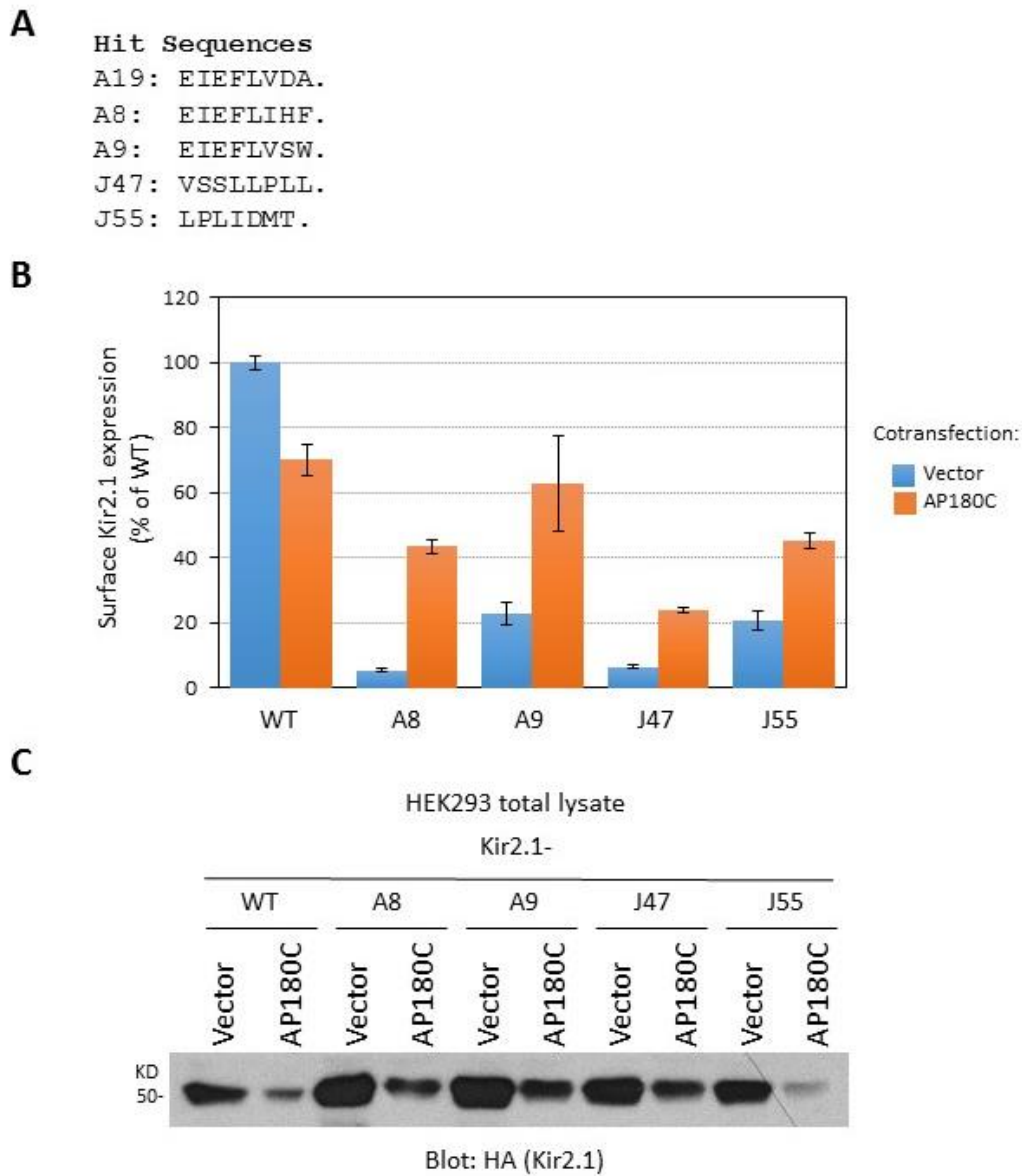 A
Hit Sequences
A19: EIEFLVDA.
A8: EIEFLIHF.
A9: EIEFLVSW.
J47: VSSLLPLL.
J55: LPLIDMT.
B
Surface Kir2.1 expression
(% of WT)
120
100
80
60
40
20
0
WT A8 A9 J47 J55
Cotransfection:
Vector
AP180C
C
HEK293 total lysate
Kir2.1-
WT A8 A9 J47 J55
Vector AP180C Vector AP180C Vector AP180C Vector AP180C Vector AP180C
KD
50-
Blot: HA (Kir2.1)